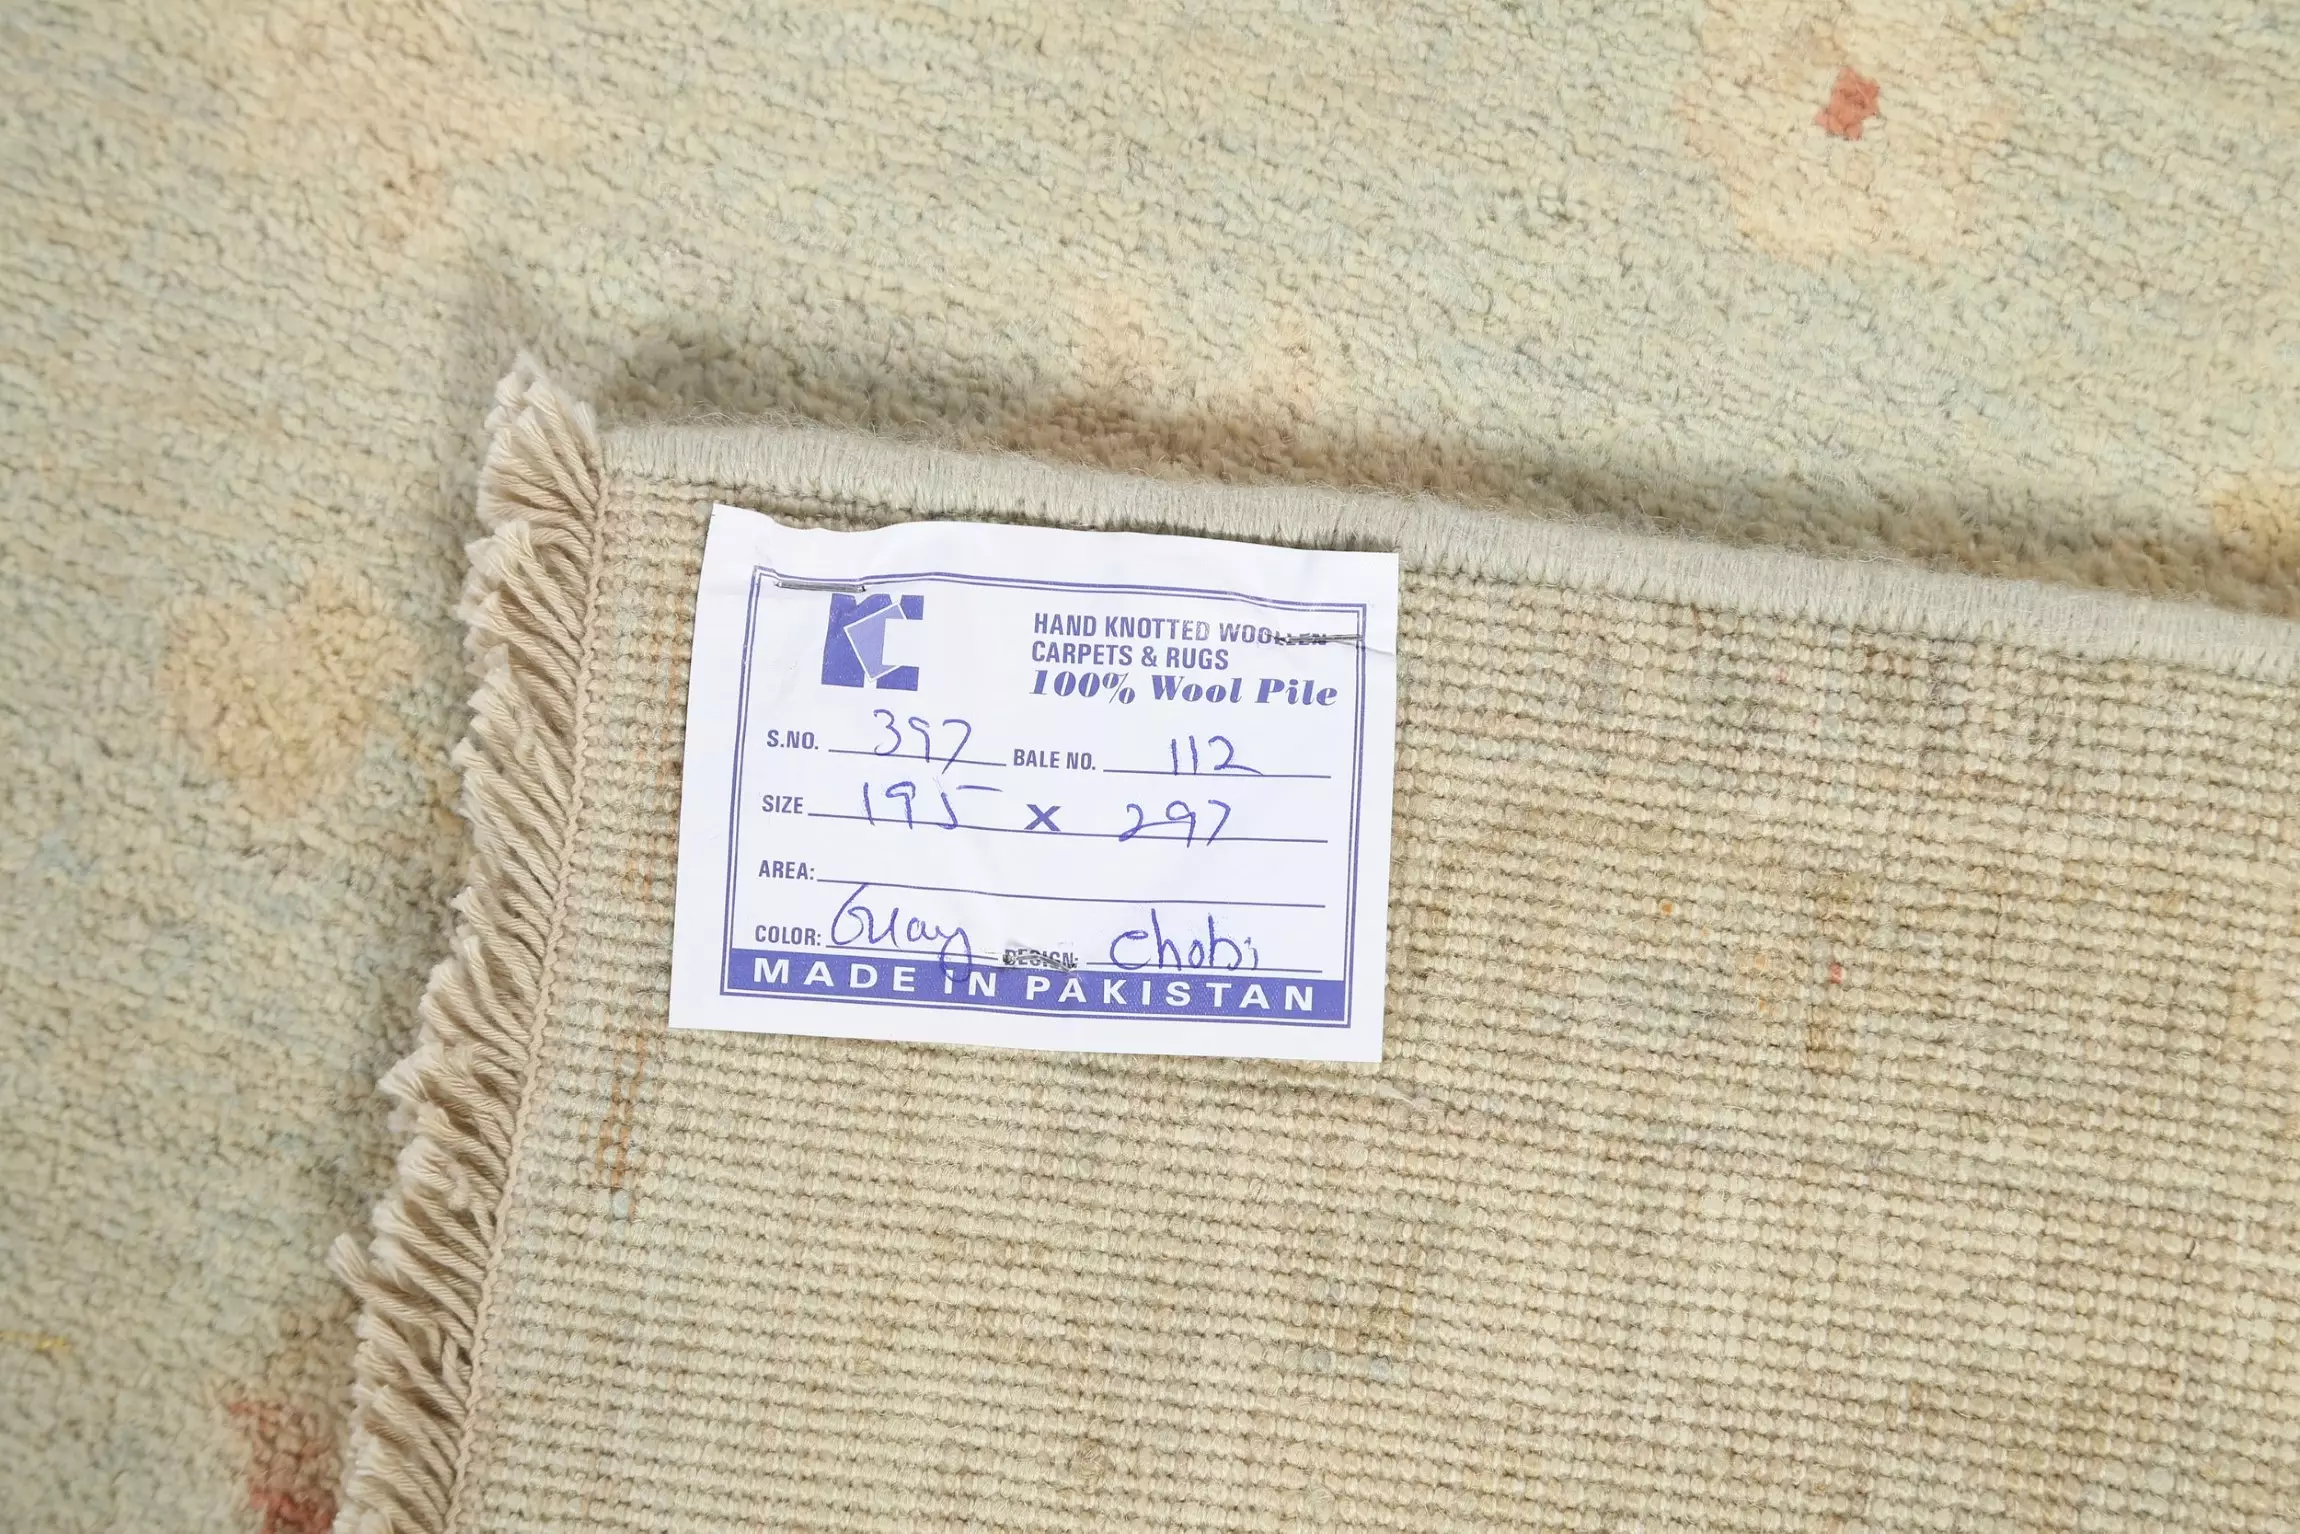 KC
HAND KNOTTED WOOLLEN
CARPETS & RUGS
100% Wool Pile
S.NO. 397 BALE NO. 112
SIZE 195 X 297
AREA:
COLOR: Gray DESIGN: Chobi
MADE IN PAKISTAN